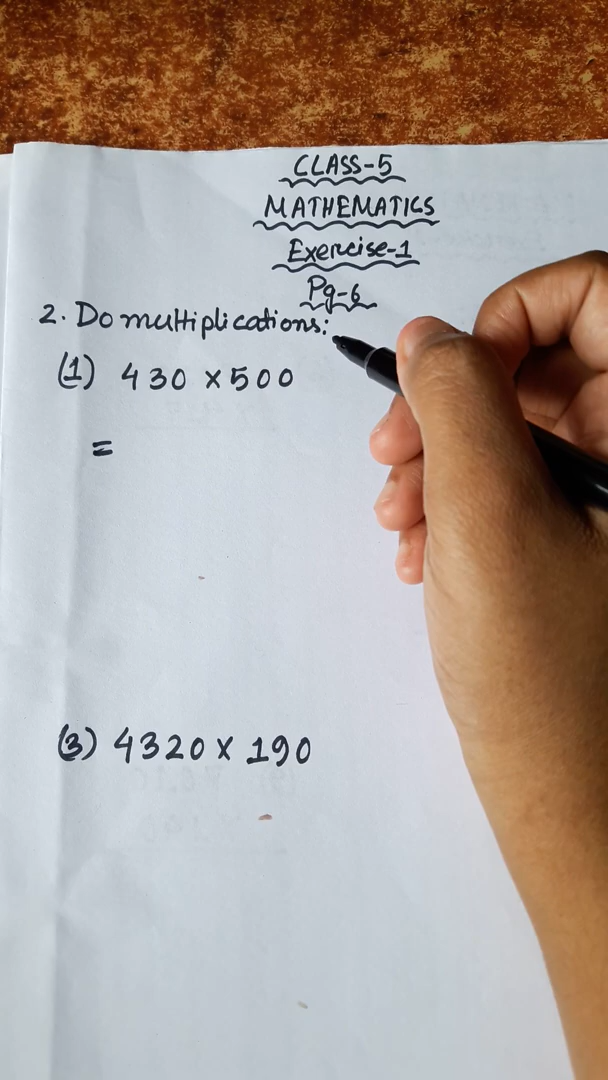 CLASS-5
MATHEMATICS
Exercise-1
Pg-6
2. Do multiplications:
(1) 430 x 500
=
(3) 4320 x 190